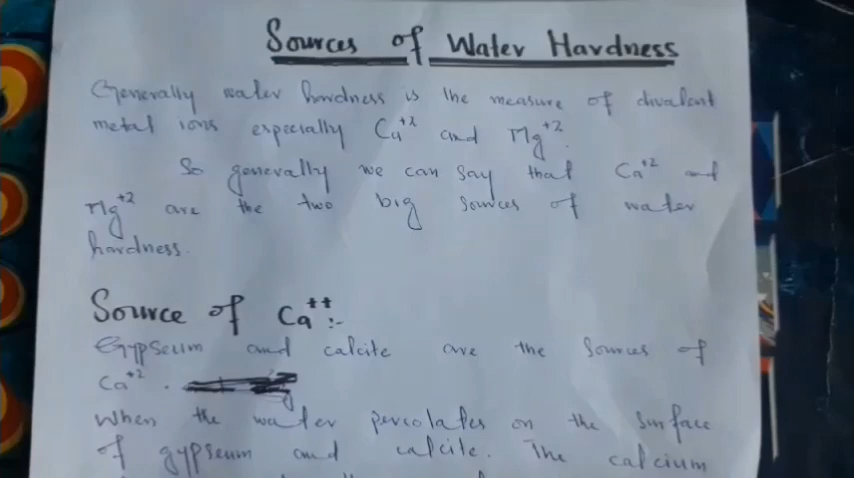 Sources of Water Hardness
Generally water hardness is the measure of divalent
metal ions especially Ca+2 and Mg+2.
So generally we can say that Ca+2 and
Mg+2 are the two big sources of water
hardness.
Source of Ca++ :-
Gypseum and calcite are the sources of
Ca+2.
When the water percolates on the surface
of gypseum and calcite. The calcium